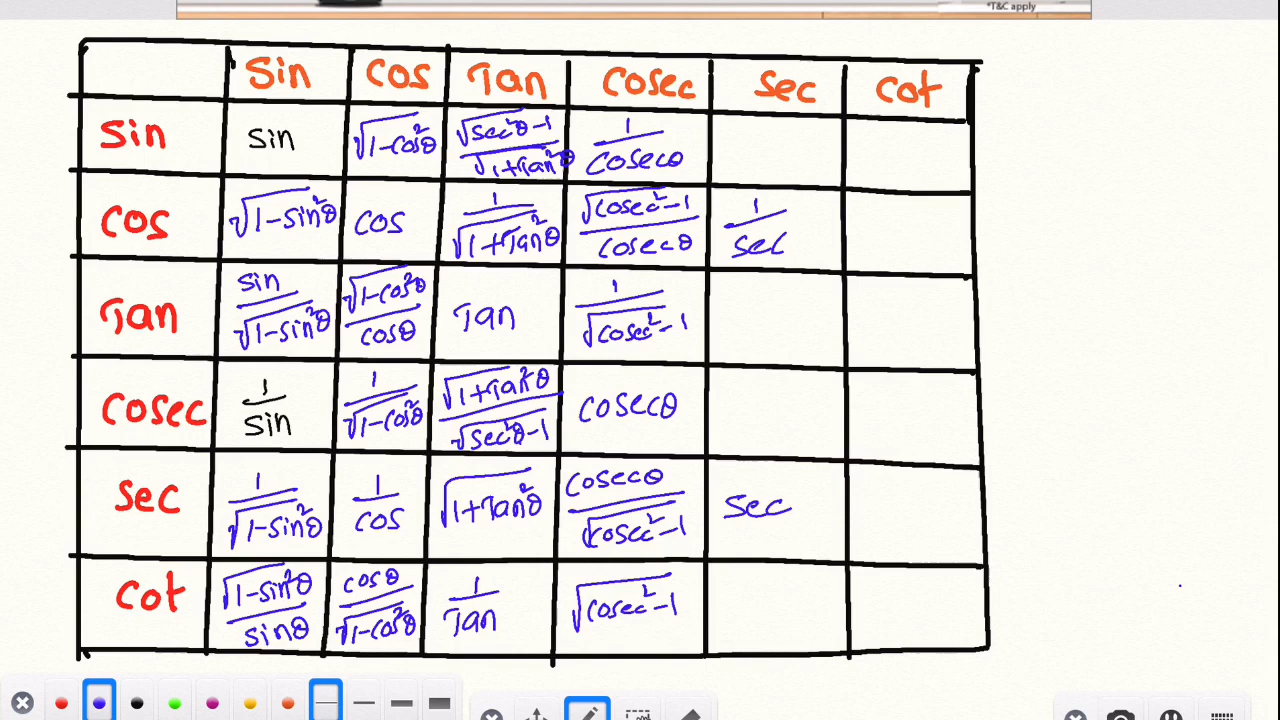 *T&C apply
Sin cos Tan cosec sec cot
sin sin √1-cos²θ √sec²θ-1/√1+Tan²θ 1/cosecθ
cos √1-sin²θ cos 1/√1+Tan²θ √cosec²-1/cosecθ 1/sec
Tan sin/√1-sin²θ √1-cos²θ/cosθ Tan 1/√cosec²-1
cosec 1/sin 1/√1-cos²θ √1+Tan²θ/√sec²θ-1 cosecθ
sec 1/√1-sin²θ 1/cos √1+Tan²θ cosecθ/√cosec²-1 sec
cot √1-sin²θ/sinθ cosθ/√1-cos²θ 1/Tan √cosec²-1